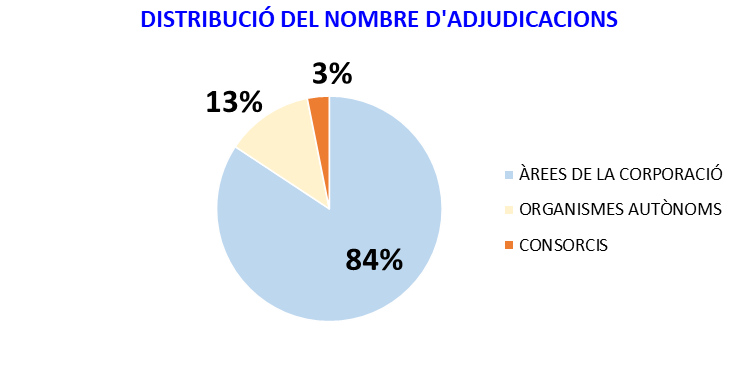 DISTRIBUCIÓ DEL NOMBRE D'ADJUDICACIONS
3%
13%
84%
ÀREES DE LA CORPORACIÓ
ORGANISMES AUTÒNOMS
CONSORCIS